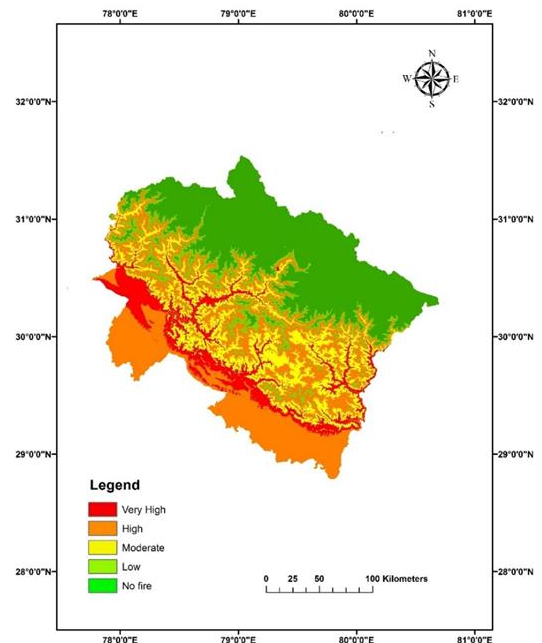 78°0'0"E 79°0'0"E 80°0'0"E 81°0'0"E
N
W E
S
32°0'0"N 32°0'0"N
31°0'0"N 31°0'0"N
30°0'0"N 30°0'0"N
29°0'0"N 29°0'0"N
Legend
Very High
High
Moderate
Low
No fire
28°0'0"N 28°0'0"N
0 25 50 100 Kilometers
78°0'0"E 79°0'0"E 80°0'0"E 81°0'0"E